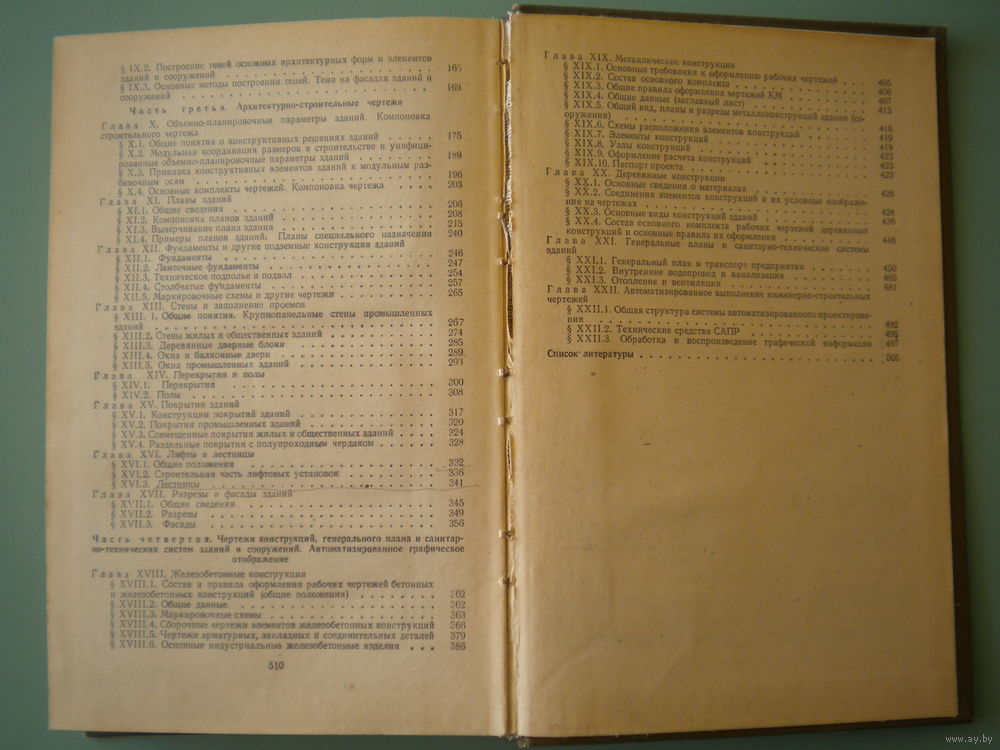 § IX.2. Построение теней основных архитектурных форм и элементов
зданий и сооружений . . . 165
§ IX.3. Основные методы построения теней. Тени на фасадах зданий и
сооружений . . . 169
Часть третья. Архитектурно-строительные чертежи
Глава X. Объемно-планировочные параметры зданий. Компоновка
строительного чертежа
§ X.1. Общие понятия о конструктивных решениях зданий . . . 175
§ X.2. Модульная координация размеров в строительстве и унифици-
рованные объемно-планировочные параметры зданий . . . 189
§ X.3. Привязка конструктивных элементов зданий к модульным раз-
бивочным осям . . . 196
§ X.4. Основные комплекты чертежей. Компоновка чертежа . . . 203
Глава XI. Планы зданий
§ XI.1. Общие сведения . . . 206
§ XI.2. Компоновка планов зданий . . . 208
§ XI.3. Вычерчивание плана здания . . . 215
§ XI.4. Примеры планов зданий. Планы специального назначения 240
Глава XII. Фундаменты и другие подземные конструкции зданий
§ XII.1. Фундаменты . . . 246
§ XII.2. Ленточные фундаменты . . . 247
§ XII.3. Техническое подполье и подвал . . . 254
§ XII.4. Столбчатые фундаменты . . . 257
§ XII.5. Маркировочные схемы и другие чертежи . . . 265
Глава XIII. Стены и заполнение проемов
§ XIII. 1. Общие понятия. Крупнопанельные стены промышленных
зданий . . . 267
§ XIII.2. Стены жилых и общественных зданий . . . 274
§ XIII.3. Деревянные дверные блоки . . . 285
§ XIII.4. Окна и балконные двери . . . 289
§ XIII.5. Окна промышленных зданий . . . 293
Глава XIV. Перекрытия и полы
§ XIV.1. Перекрытия . . . 300
§ XIV.2. Полы . . . 308
Глава XV. Покрытия зданий
§ XV.1. Конструкции покрытий зданий . . . 317
§ XV.2. Покрытия промышленных зданий . . . 320
§ XV.3. Совмещенные покрытия жилых и общественных зданий . . . 324
§ XV.4. Раздельные покрытия с полупроходным чердаком . . . 328
Глава XVI. Лифты и лестницы
§ XVI.1. Общие положения . . . 332
§ XVI.2. Строительная часть лифтовых установок . . . 336
§ XVI.3. Лестницы . . . 341
Глава XVII. Разрезы и фасады зданий
§ XVII.1. Общие сведения . . . 345
§ XVII.2. Разрезы . . . 349
§ XVII.3. Фасады . . . 356
Часть четвертая. Чертежи конструкций, генерального плана и санитар-
но-технических систем зданий и сооружений. Автоматизированное графическое
отображение
Глава XVIII. Железобетонные конструкции
§ XVIII.1. Состав и правила оформления рабочих чертежей бетонных
и железобетонных конструкций (общие положения) . . . 362
§ XVIII.2. Общие данные . . . 362
§ XVIII.3. Маркировочные схемы . . . 363
§ XVIII.4. Сборочные чертежи элементов железобетонных конструкций 366
§ XVIII.5. Чертежи арматурных, закладных и соединительных деталей 379
§ XVIII.6. Основные индустриальные железобетонные изделия . . . 386
510
Глава XIX. Металлические конструкции
§ XIX.1. Основные требования к оформлению рабочих чертежей . . . 405
§ XIX.2. Состав основного комплекса . . . 406
§ XIX.3. Общие правила оформления чертежей КМ . . . 407
§ XIX.4. Общие данные (заглавный лист) . . . 415
§ XIX.5. Общий вид, планы и разрезы металлоконструкций здания (со-
оружения) . . . 416
§ XIX.6. Схемы расположения элементов конструкций . . . 419
§ XIX.7. Элементы конструкций . . . 419
§ XIX.8. Узлы конструкций . . . 423
§ XIX.9. Оформление расчета конструкций . . . 423
§ XIX.10. Паспорт проекта . . . 423
Глава XX. Деревянные конструкции
§ XX.1. Основные сведения о материалах . . . 426
§ XX.2. Соединения элементов конструкций и их условные изображе-
ния на чертежах . . . 428
§ XX.3. Основные виды конструкций зданий . . . 436
§ XX.4. Состав основного комплекта рабочих чертежей деревянных
конструкций и основные правила их оформления . . . 446
Глава XXI. Генеральные планы и санитарно-технические системы
зданий
§ XXI.1. Генеральный план и транспорт предприятия . . . 450
§ XXI.2. Внутренние водопровод и канализация . . . 465
§ XXI.3. Отопление и вентиляция . . . 481
Глава XXII. Автоматизированное выполнение инженерно-строительных
чертежей
§ XXII.1. Общая структура системы автоматизированного проектирова-
ния . . . 492
§ XXII.2. Технические средства САПР . . . 495
§ XXII.3. Обработка и воспроизведение графической информации 497
Список литературы . . . 505
www.ay.by